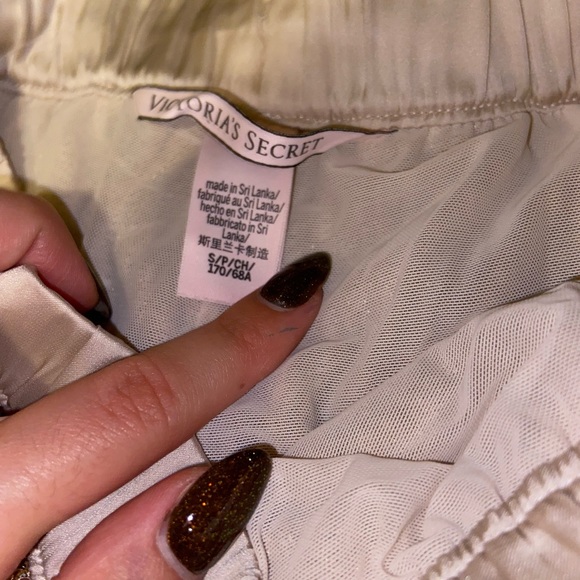 VICTORIA'S SECRET
made in Sri Lanka/
fabriqué au Sri Lanka/
hecho en Sri Lanka/
fabbricato in Sri
Lanka/
斯里兰卡制造
S/P/CH/
170/68A